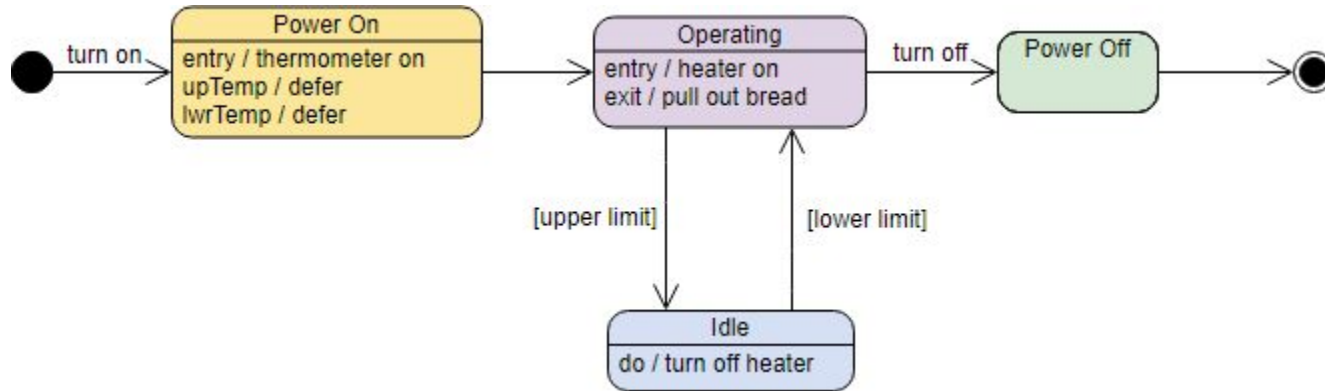 turn on
Power On
entry / thermometer on
upTemp / defer
lwrTemp / defer
Operating
entry / heater on
exit / pull out bread
turn off
Power Off
[upper limit]
[lower limit]
Idle
do / turn off heater